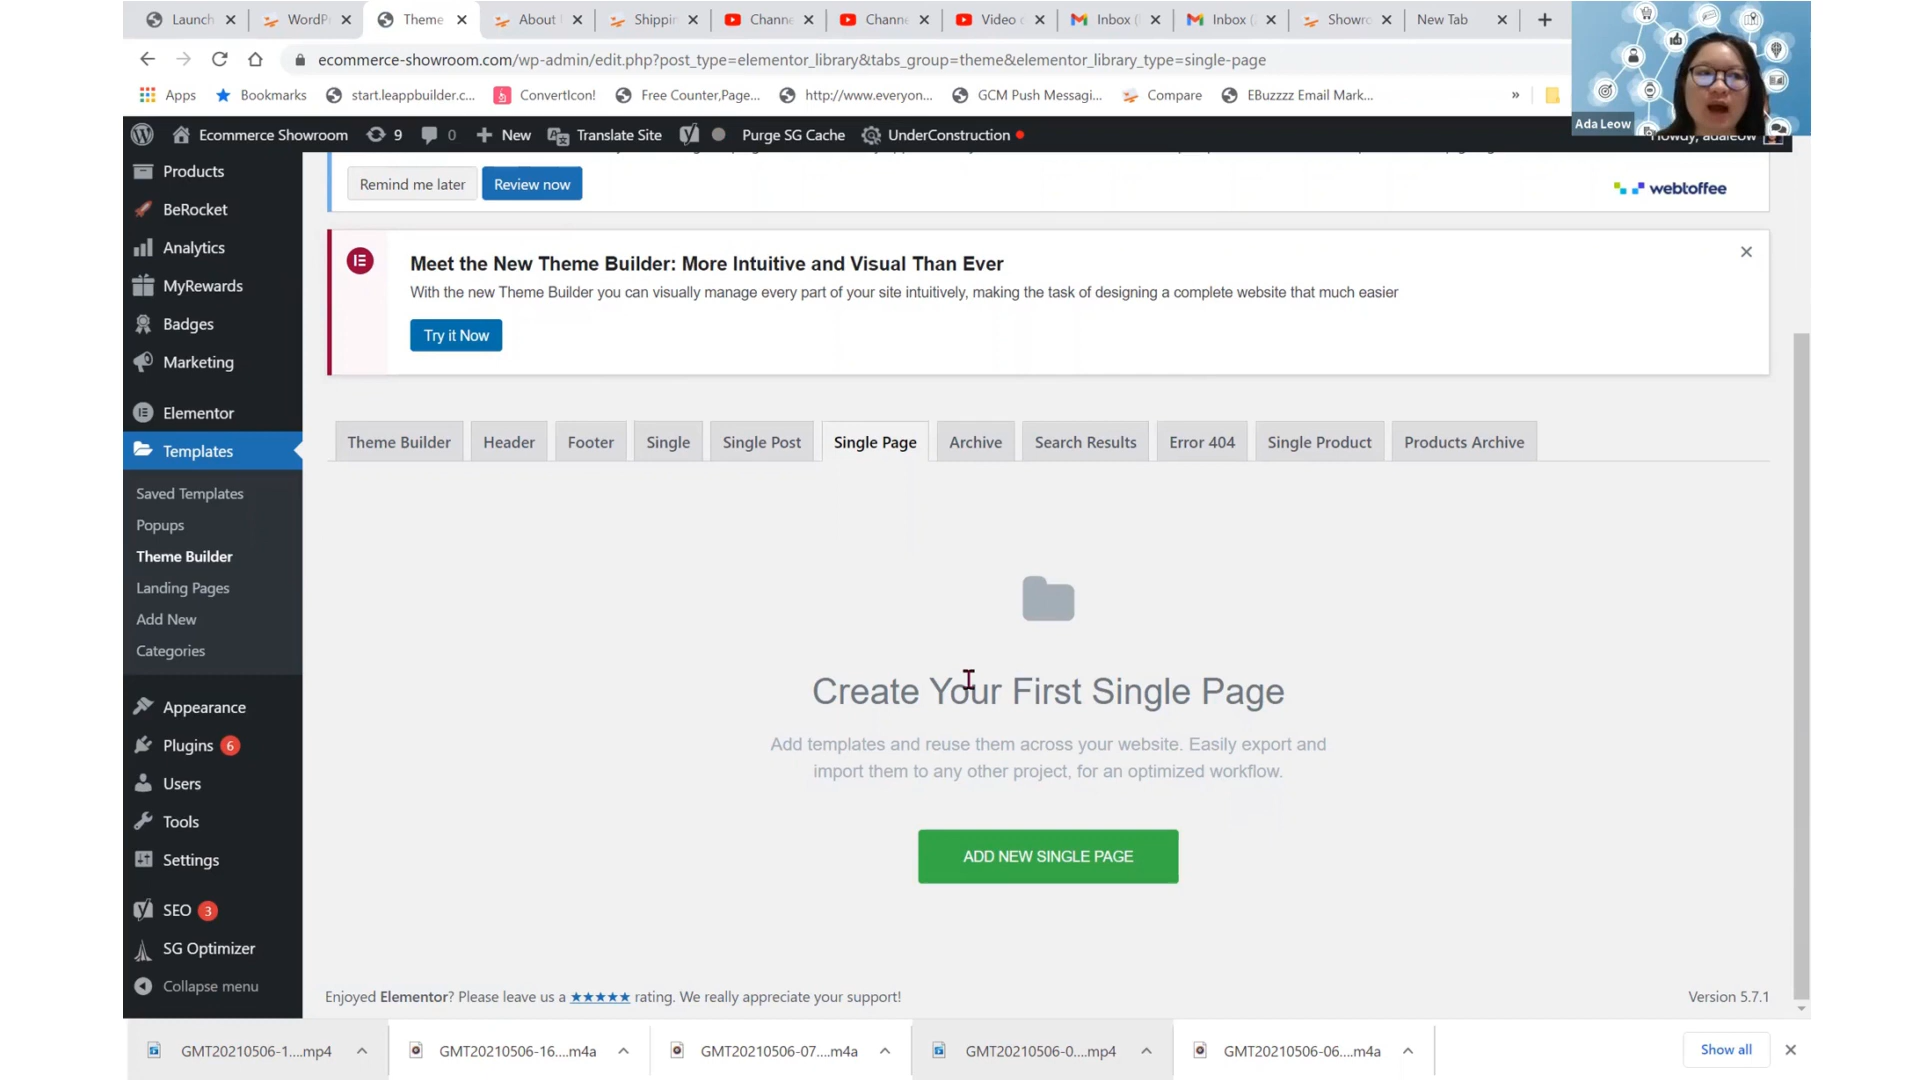 Launch
WordP
Theme
About
Shippin
Channe
Channe
Video
Inbox (
Inbox (
Showr
New Tab
ecommerce-showroom.com/wp-admin/edit.php?post_type=elementor_library&tabs_group=theme&elementor_library_type=single-page
Apps
Bookmarks
start.leappbuilder.c...
ConvertIcon!
Free Counter,Page...
http://www.everyon...
GCM Push Messagi...
Compare
EBuzzzz Email Mark...
»
Ada Leow
Ecommerce Showroom
9
0
New
Translate Site
Purge SG Cache
UnderConstruction
Howdy, adaleow
Products
BeRocket
Analytics
MyRewards
Badges
Marketing
Elementor
Templates
Saved Templates
Popups
Theme Builder
Landing Pages
Add New
Categories
Appearance
Plugins 6
Users
Tools
Settings
SEO 3
SG Optimizer
Collapse menu
Remind me later
Review now
webtoffee
Meet the New Theme Builder: More Intuitive and Visual Than Ever
With the new Theme Builder you can visually manage every part of your site intuitively, making the task of designing a complete website that much easier
Try it Now
Theme Builder
Header
Footer
Single
Single Post
Single Page
Archive
Search Results
Error 404
Single Product
Products Archive
Create Your First Single Page
Add templates and reuse them across your website. Easily export and
import them to any other project, for an optimized workflow.
ADD NEW SINGLE PAGE
Enjoyed Elementor? Please leave us a ★★★★★ rating. We really appreciate your support!
Version 5.7.1
GMT20210506-1....mp4
GMT20210506-16....m4a
GMT20210506-07....m4a
GMT20210506-0....mp4
GMT20210506-06....m4a
Show all